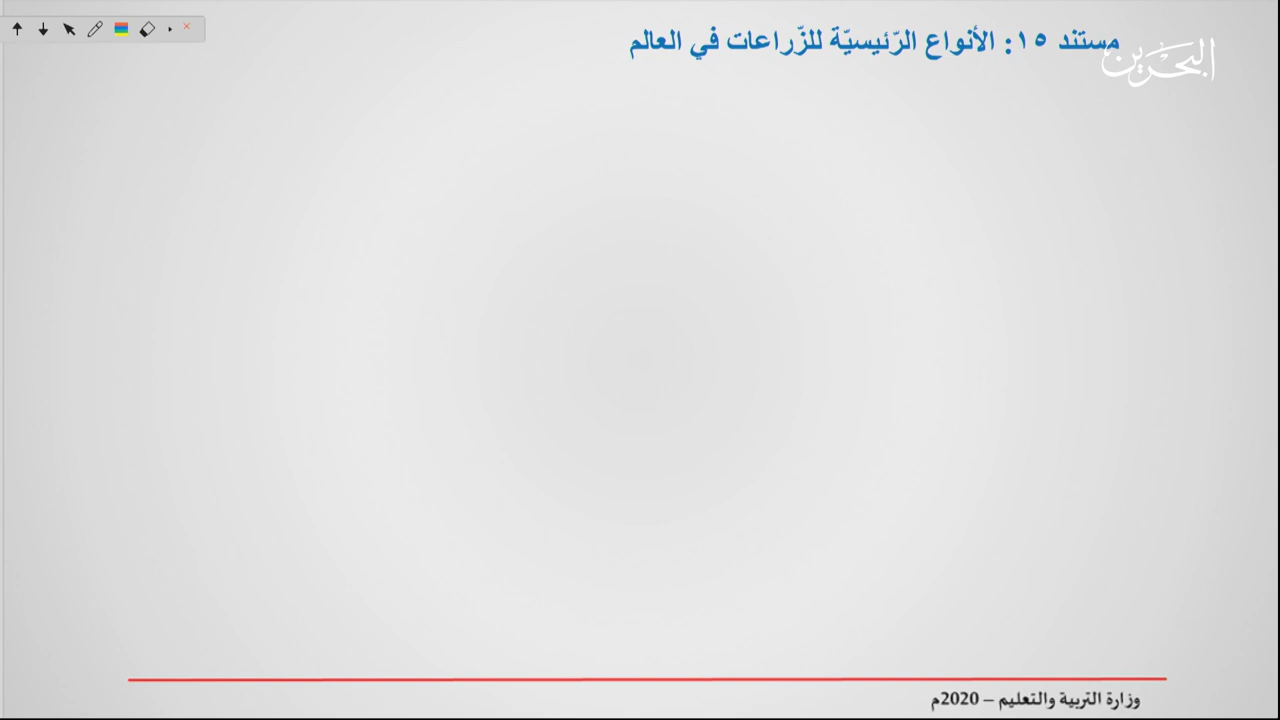 مستند ١٥: الأنواع الرّئيسيّة للزّراعات في العالم
البحرين
وزارة التربية والتعليم – 2020م